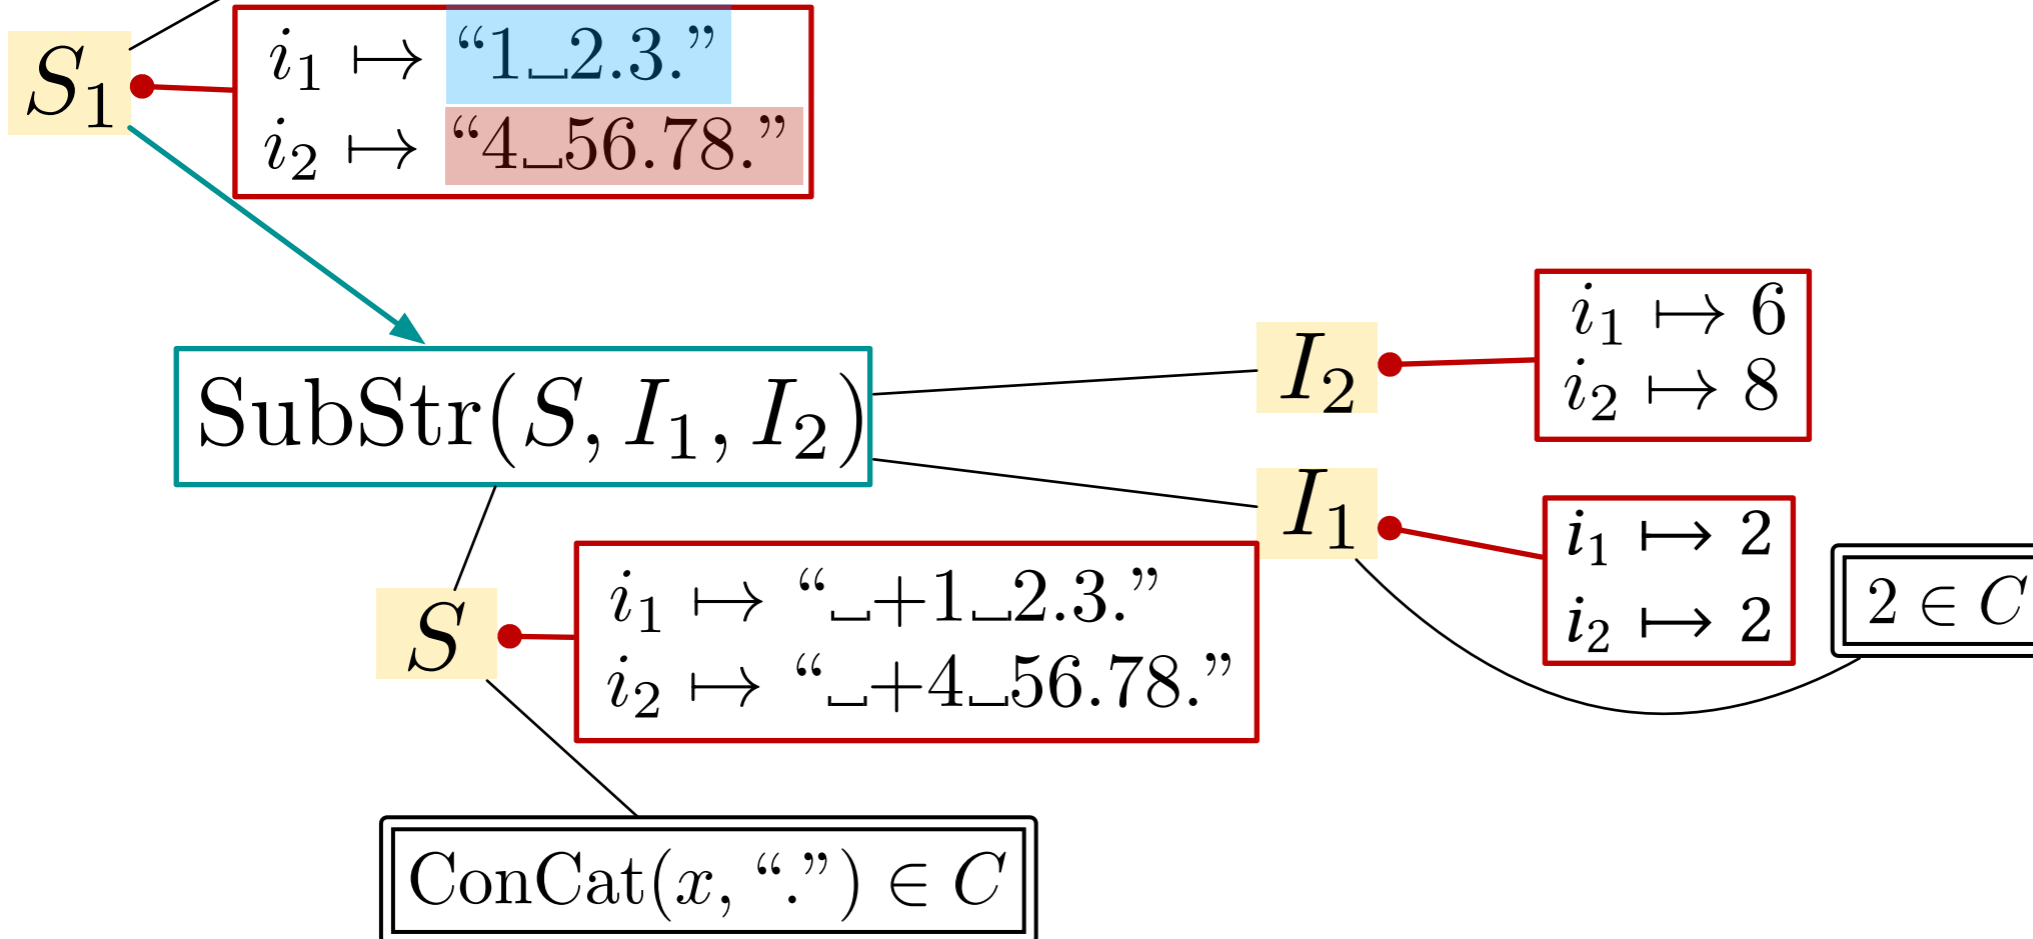 S₁
i₁ ↦ “1␣2.3.”
i₂ ↦ “4␣56.78.”
SubStr(S, I₁, I₂)
I₂
i₁ ↦ 6
i₂ ↦ 8
I₁
i₁ ↦ 2
i₂ ↦ 2
2 ∈ C
S
i₁ ↦ “␣+1␣2.3.”
i₂ ↦ “␣+4␣56.78.”
ConCat(x, “.”) ∈ C